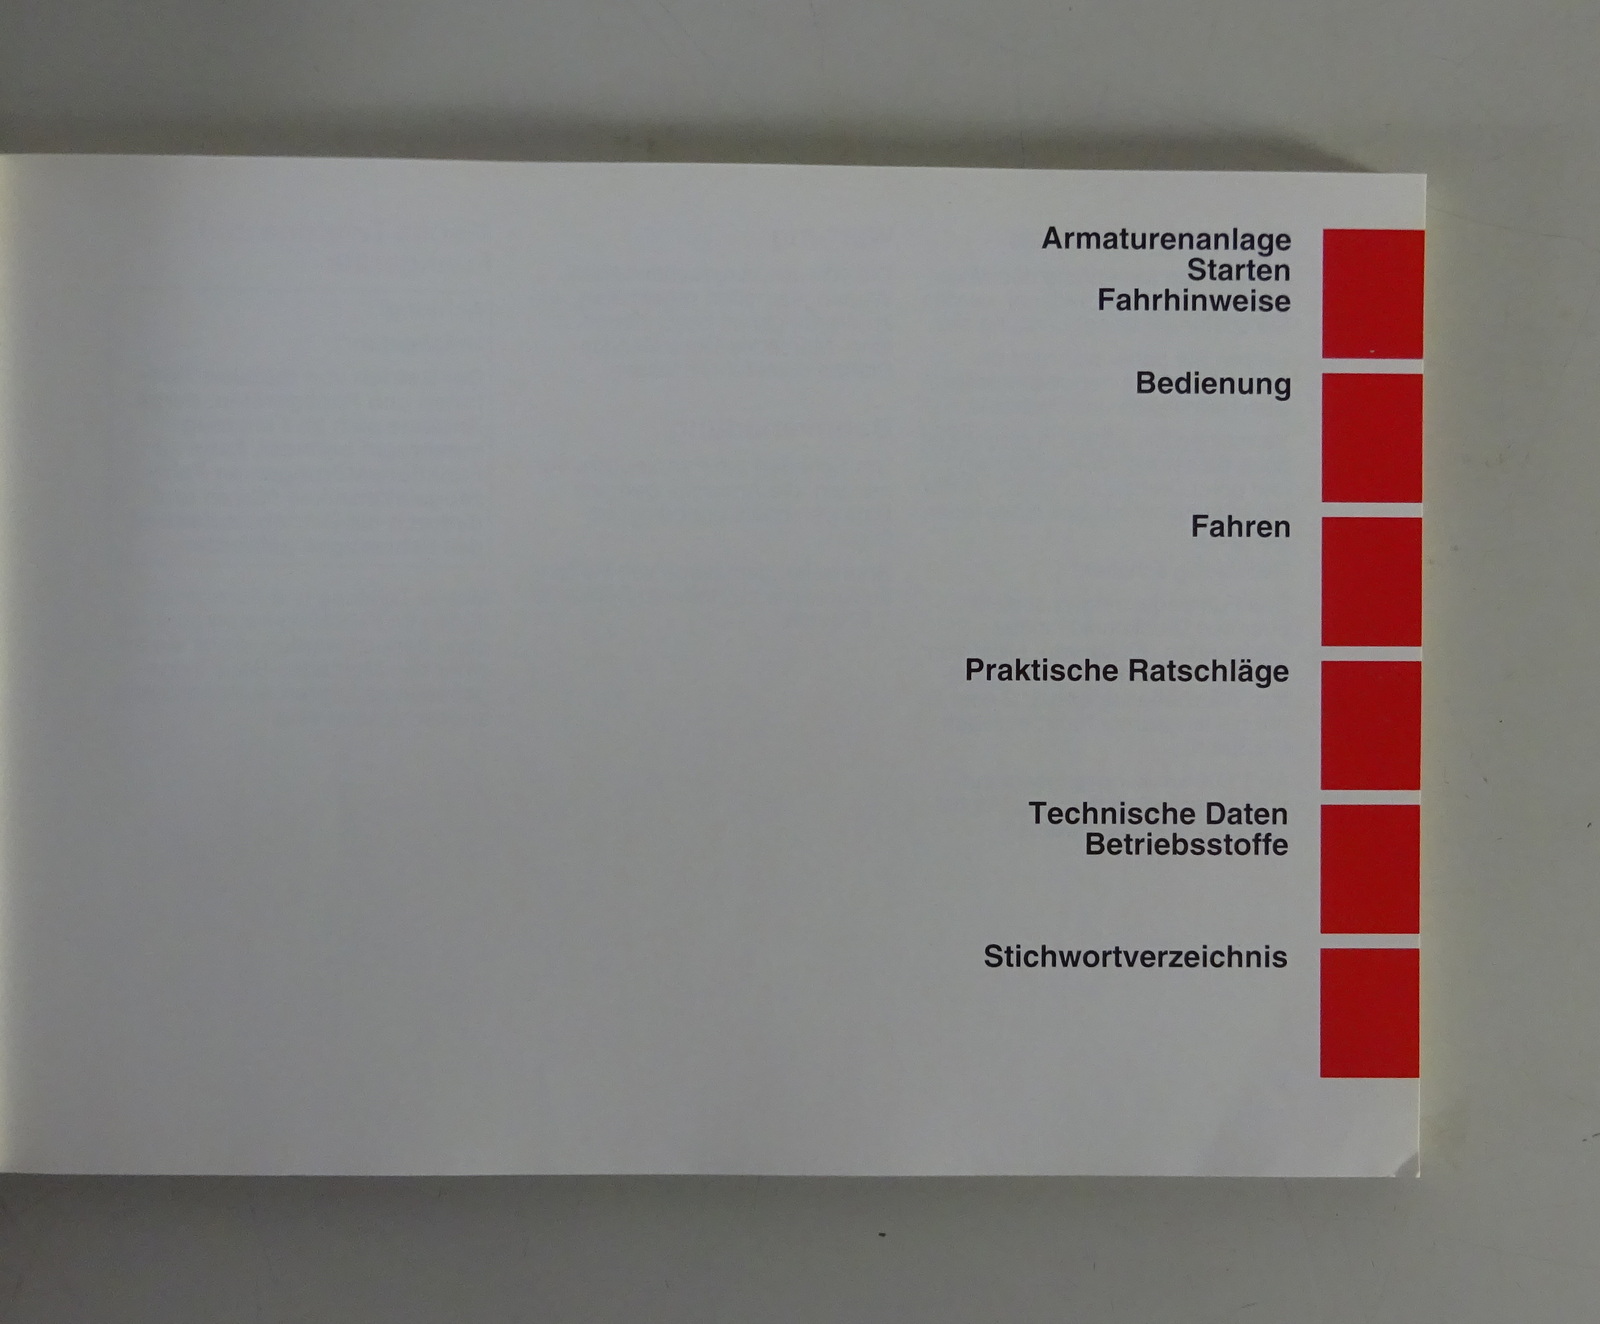 Armaturenanlage
Starten
Fahrhinweise
Bedienung
Fahren
Praktische Ratschläge
Technische Daten
Betriebsstoffe
Stichwortverzeichnis